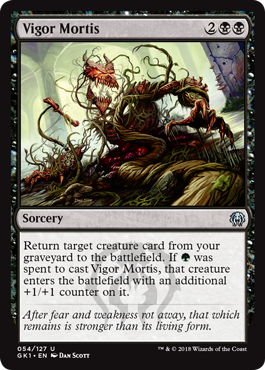 Vigor Mortis 2
Sorcery
Return target creature card from your
graveyard to the battlefield. If was
spent to cast Vigor Mortis, that creature
enters the battlefield with an additional
+1/+1 counter on it.
After fear and weakness rot away, that which
remains is stronger than its living form.
054/127 U
GK1 • EN Dan Scott
™ & © 2018 Wizards of the Coast